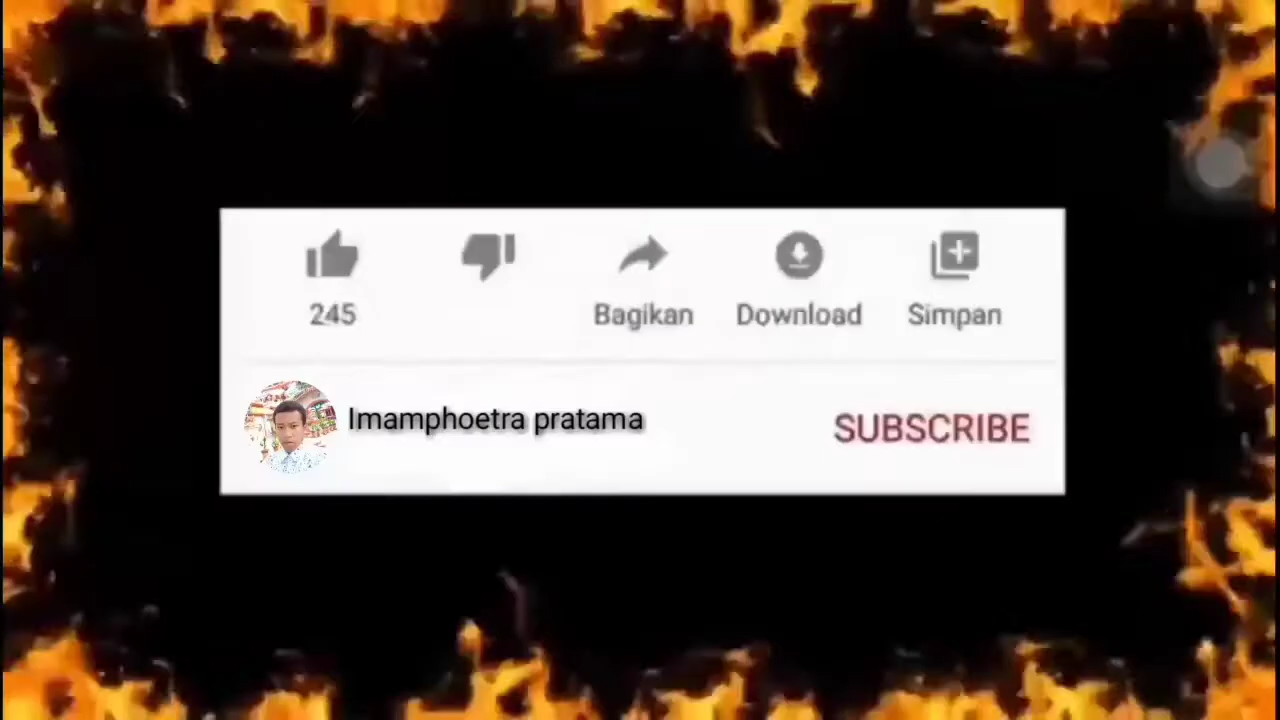 245
Bagikan
Download
Simpan
Imamphoetra pratama
SUBSCRIBE